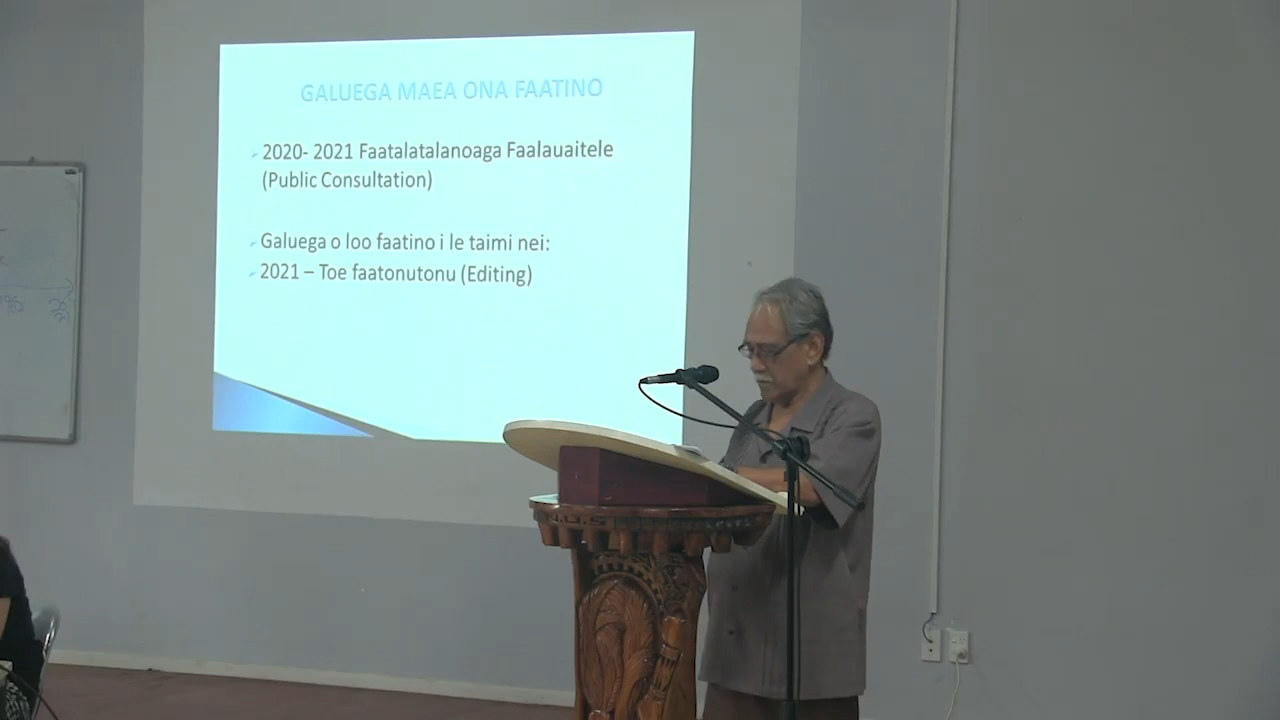 GALUEGA MAEA ONA FAATINO
2020- 2021 Faatalatalanoaga Faalauaitele
(Public Consultation)
Galuega o loo faatino i le taimi nei:
2021 – Toe faatonutonu (Editing)
N.U.S